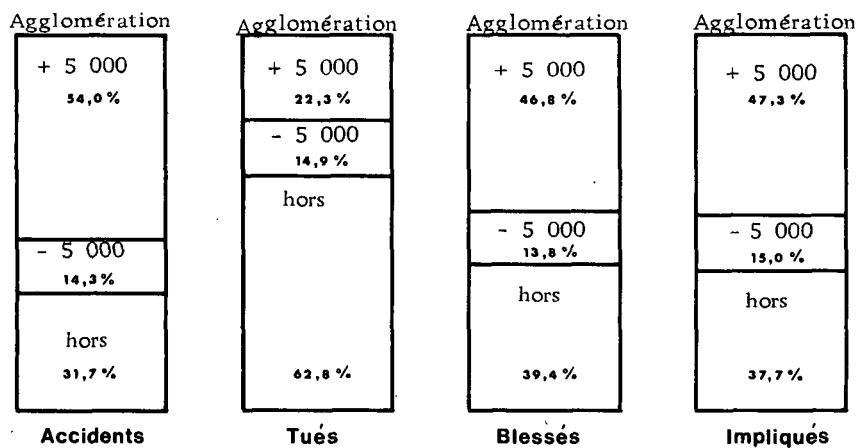 Agglomération
+ 5 000
54,0 %
- 5 000
14,3 %
hors
31,7 %
Accidents
Agglomération
+ 5 000
22,3 %
- 5 000
14,9 %
hors
62,8 %
Tués
Agglomération
+ 5 000
46,8 %
- 5 000
13,8 %
hors
39,4 %
Blessés
Agglomération
+ 5 000
47,3 %
- 5 000
15,0 %
hors
37,7 %
Impliqués